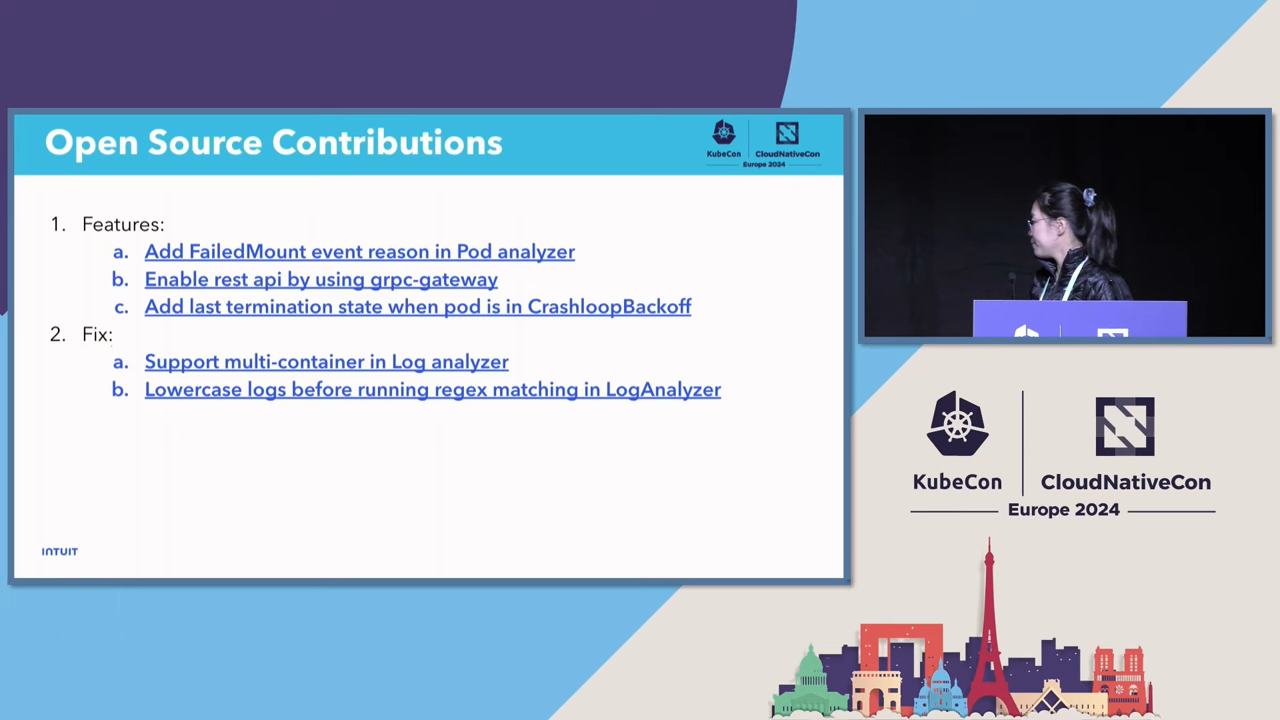 Open Source Contributions
KubeCon
CloudNativeCon
Europe 2024
1. Features:
a. Add FailedMount event reason in Pod analyzer
b. Enable rest api by using grpc-gateway
c. Add last termination state when pod is in CrashloopBackoff
2. Fix:
a. Support multi-container in Log analyzer
b. Lowercase logs before running regex matching in LogAnalyzer
INTUIT
KubeCon
CloudNativeCon
Europe 2024